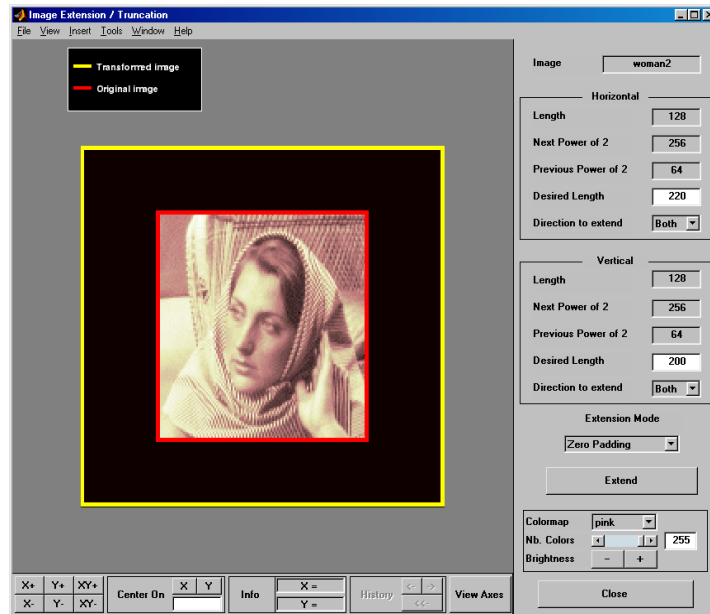 Image Extension / Truncation
File View Insert Tools Window Help
Transformed image
Original image
Image woman2
Horizontal
Length 128
Next Power of 2 256
Previous Power of 2 64
Desired Length 220
Direction to extend Both
Vertical
Length 128
Next Power of 2 256
Previous Power of 2 64
Desired Length 200
Direction to extend Both
Extension Mode
Zero Padding
Extend
Colormap pink
Nb. Colors 255
Brightness - +
Close
X+ Y+ XY+
X- Y- XY-
Center On X Y
Info X =
Y =
History <- ->
<<-
View Axes